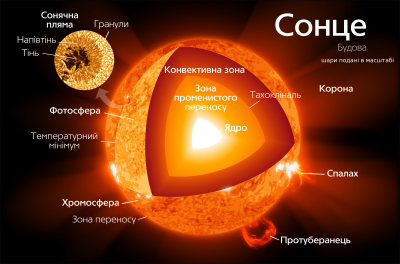 Сонце
Будова
шари подані в масштабі
Сонячна
пляма
Гранули
Напівтінь
Тінь
Конвективна зона
Зона
променистого
переносу
Тахокліналь
Корона
Фотосфера
Ядро
Температурний
мінімум
Спалах
Хромосфера
Зона переносу
Протуберанець